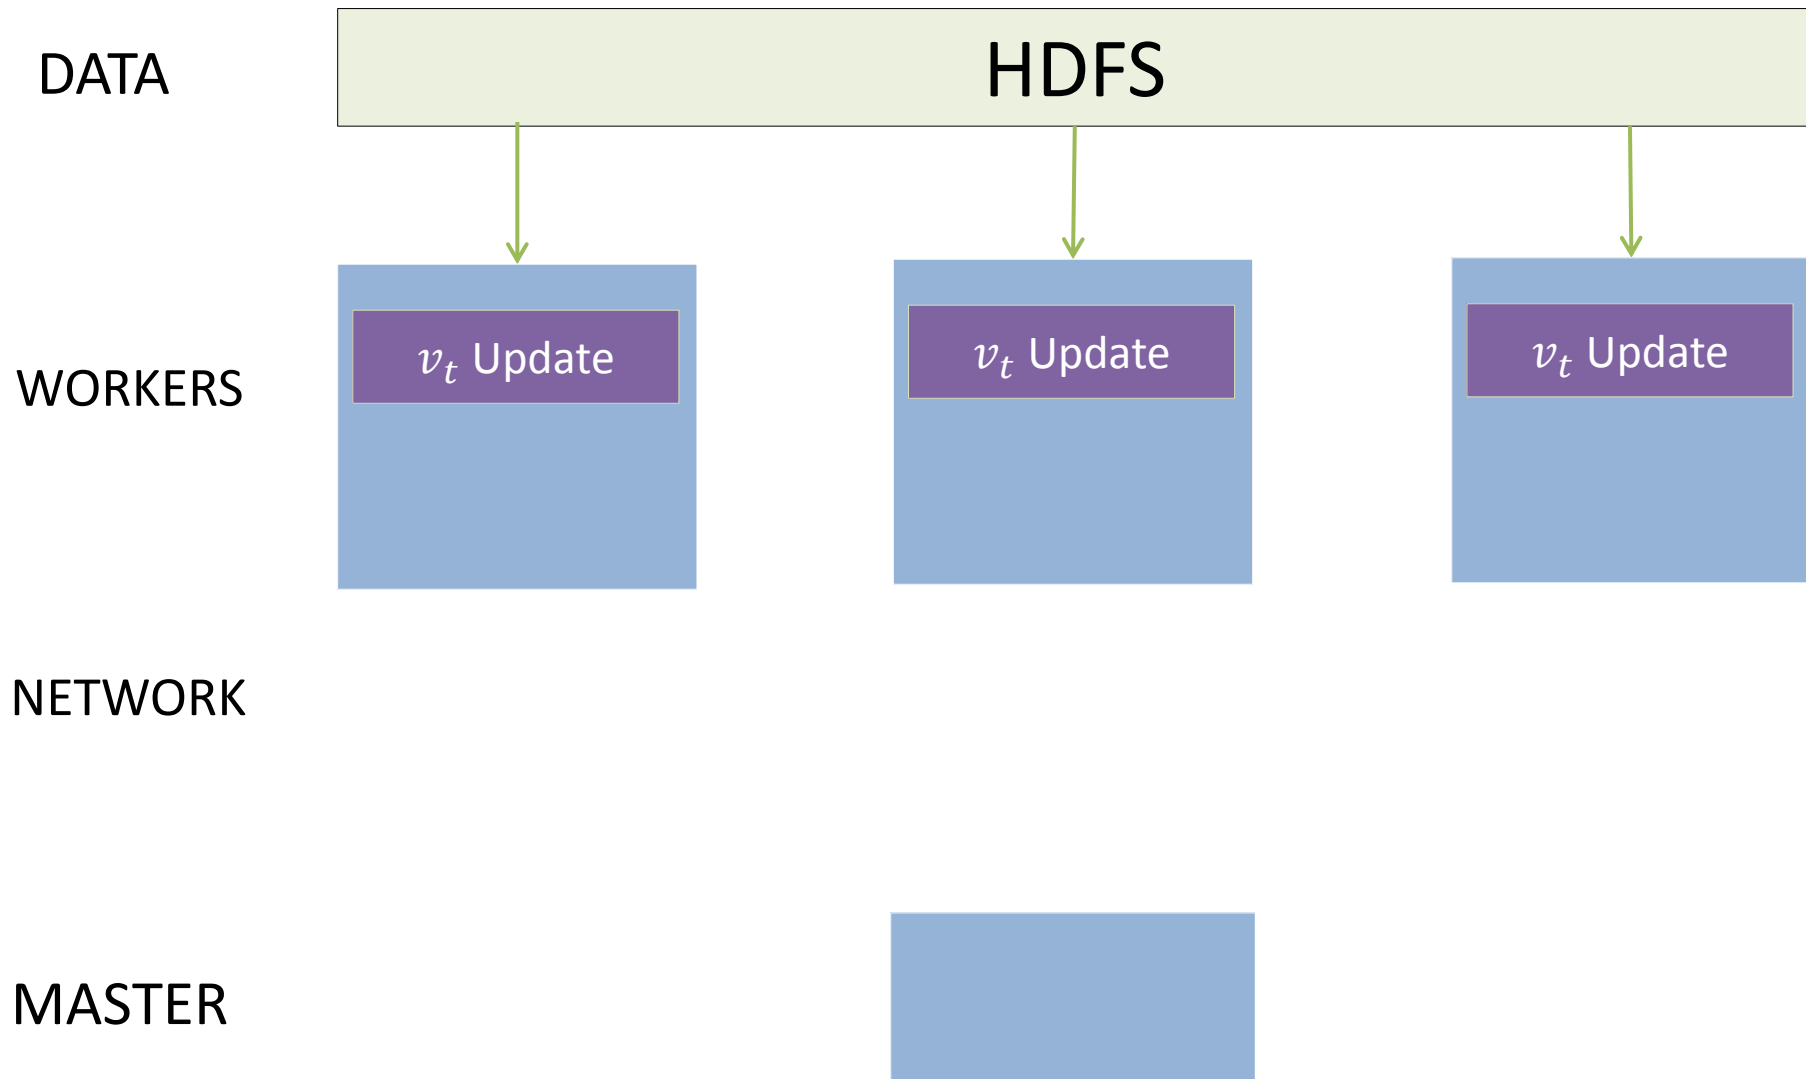 DATA
HDFS
WORKERS
𝑣𝑡 Update
𝑣𝑡 Update
𝑣𝑡 Update
NETWORK
MASTER